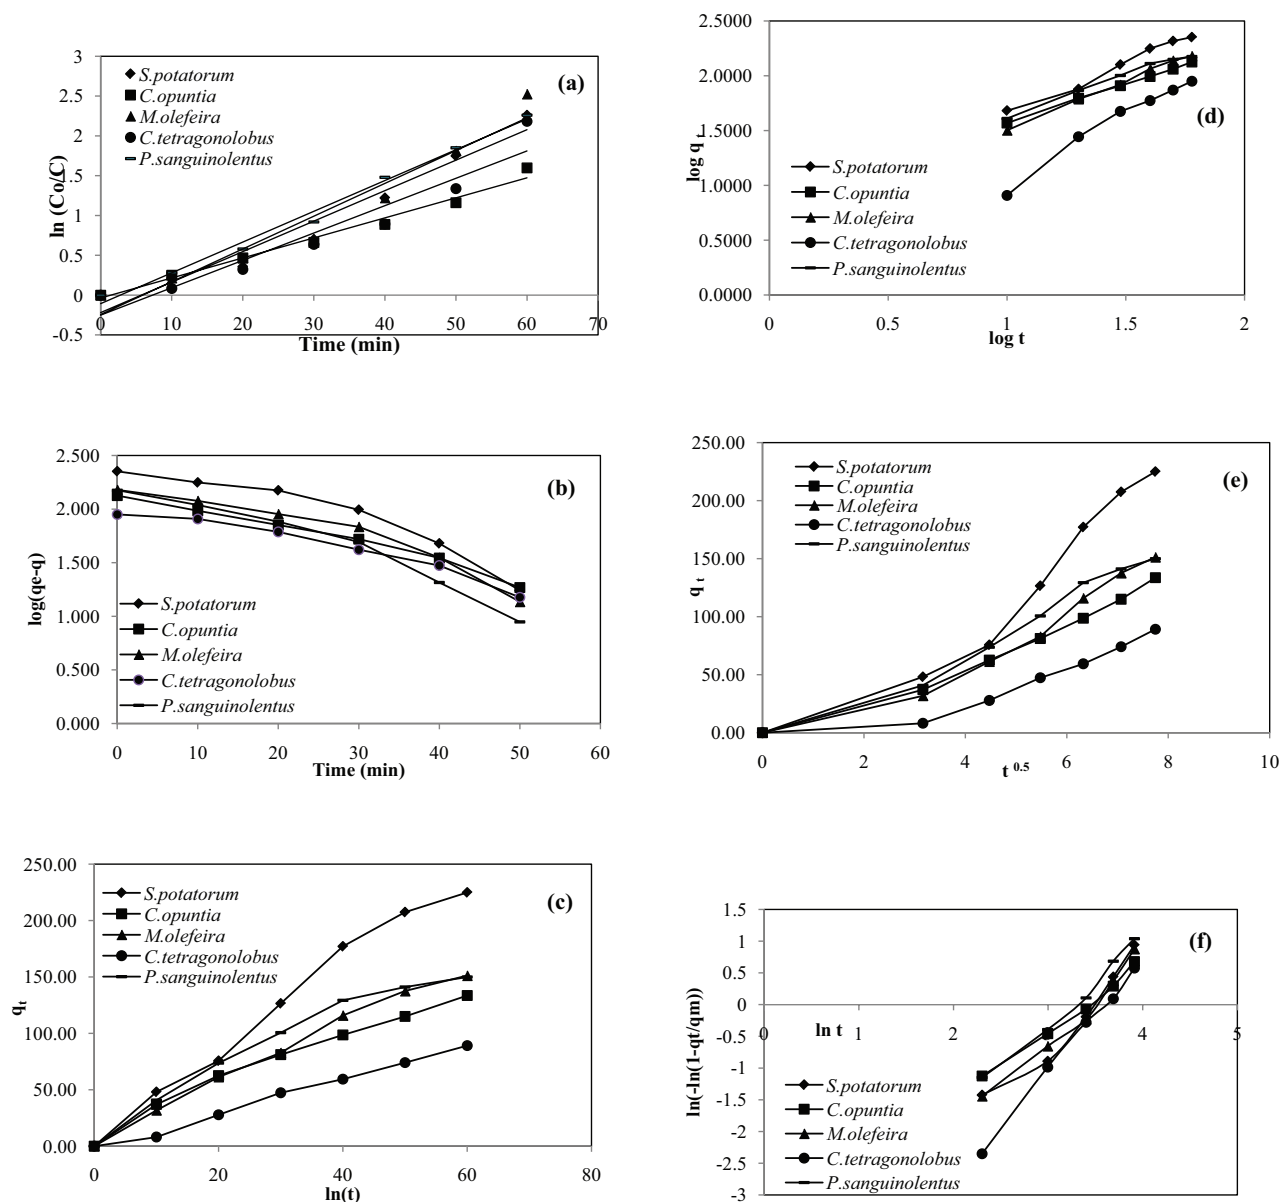 3
2.5
2
1.5
1
0.5
0
-0.5
ln (Co/C)
S.potatorum
C.opuntia
M.olefeira
C.tetragonolobus
P.sanguinolentus
(a)
0 10 20 30 40 50 60 70
Time (min)
2.5000
2.0000
1.5000
1.0000
0.5000
0.0000
log q t
(d)
S.potatorum
C.opuntia
M.olefeira
C.tetragonolobus
P.sanguinolentus
0 0.5 1 1.5 2
log t
2.500
2.000
1.500
1.000
0.500
0.000
log(qe-q)
(b)
S.potatorum
C.opuntia
M.olefeira
C.tetragonolobus
P.sanguinolentus
0 10 20 30 40 50 60
Time (min)
250.00
200.00
150.00
100.00
50.00
0.00
q t
S.potatorum
C.opuntia
M.olefeira
C.tetragonolobus
P.sanguinolentus
(e)
0 2 4 6 8 10
t 0.5
250.00
200.00
150.00
100.00
50.00
0.00
qt
S.potatorum
C.opuntia
M.olefeira
C.tetragonolobus
P.sanguinolentus
(c)
0 20 40 60 80
ln(t)
1.5
1
0.5
0
-0.5
-1
-1.5
-2
-2.5
-3
ln(-ln(1-qt/qm))
(f)
0 1 2 3 4 5
ln t
S.potatorum
C.opuntia
M.olefeira
C.tetragonolobus
P.sanguinolentus